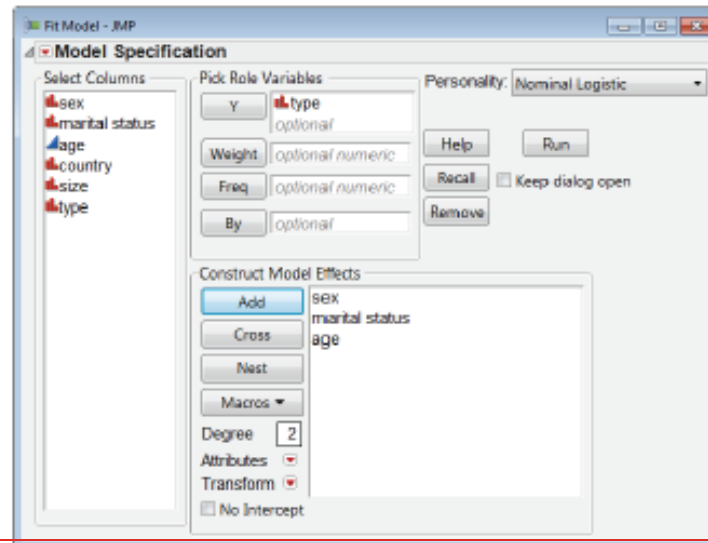 Fit Model - JMP
Model Specification
Select Columns
sex
marital status
age
country
size
type
Pick Role Variables
Y
type
optional
Weight
optional numeric
Freq
optional numeric
By
optional
Personality:
Nominal Logistic
Help
Run
Recall
Keep dialog open
Remove
Construct Model Effects
Add
Cross
Nest
Macros
Degree
2
Attributes
Transform
No Intercept
sex
marital status
age